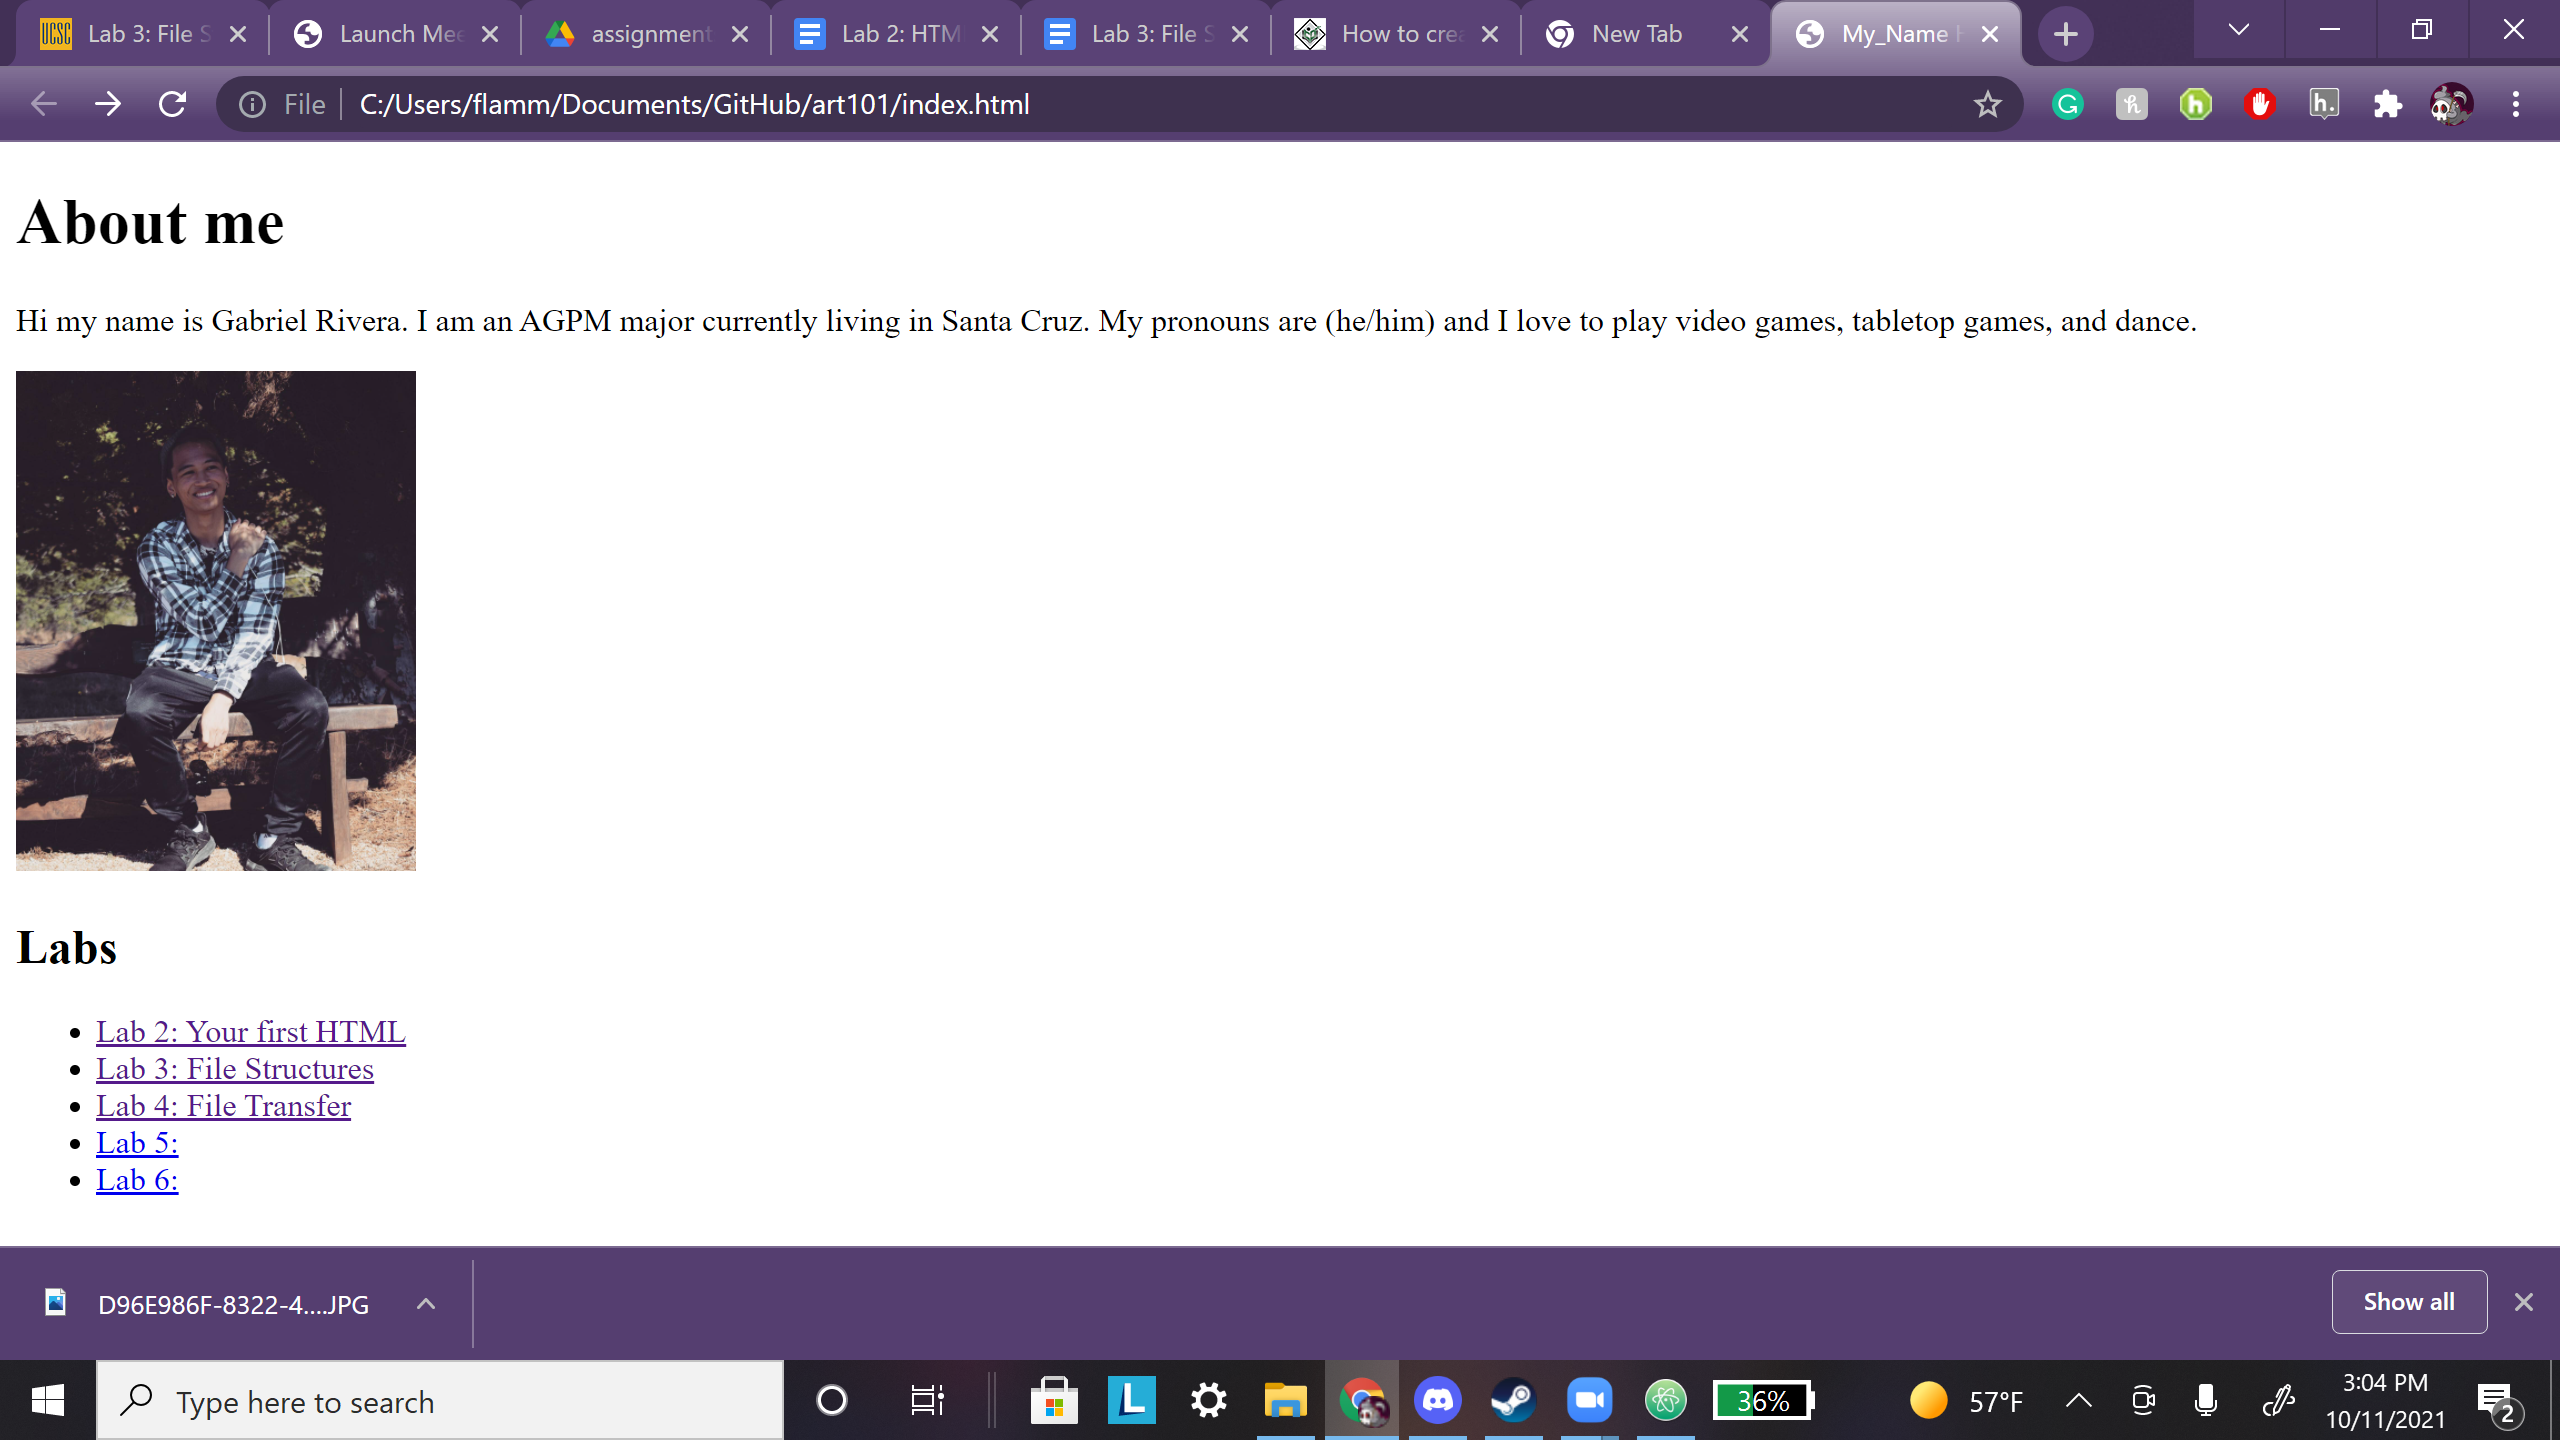 UCSC Lab 3: File S
Launch Mee
assignment
Lab 2: HTM
Lab 3: File S
How to crea
New Tab
My_Name H
File C:/Users/flamm/Documents/GitHub/art101/index.html
About me
Hi my name is Gabriel Rivera. I am an AGPM major currently living in Santa Cruz. My pronouns are (he/him) and I love to play video games, tabletop games, and dance.
Labs
Lab 2: Your first HTML
Lab 3: File Structures
Lab 4: File Transfer
Lab 5:
Lab 6:
D96E986F-8322-4....JPG
Show all
Type here to search
L
36%
57°F
3:04 PM
10/11/2021
2